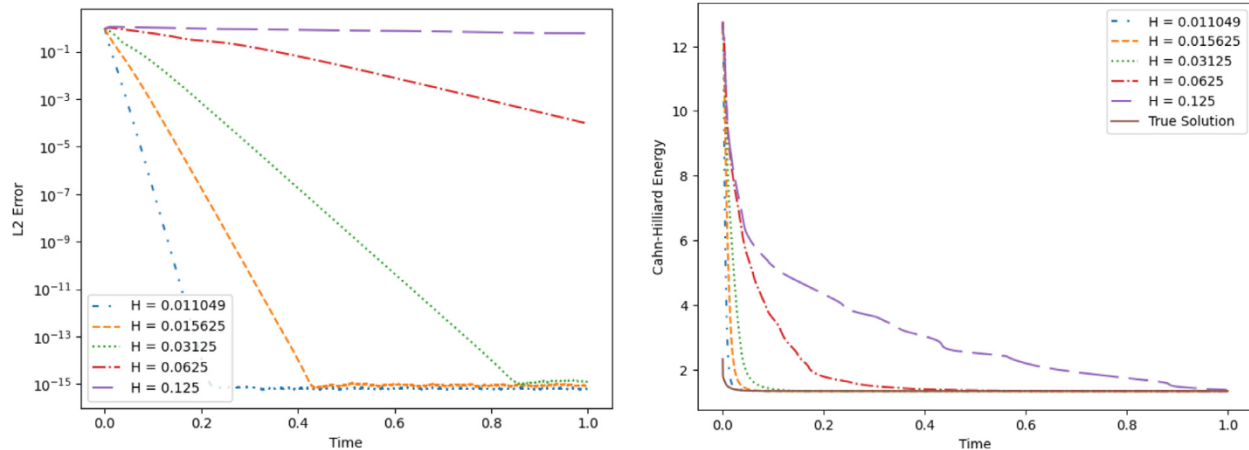 10⁻¹
10⁻³
10⁻⁵
10⁻⁷
10⁻⁹
10⁻¹¹
10⁻¹³
10⁻¹⁵
L2 Error
H = 0.011049
H = 0.015625
H = 0.03125
H = 0.0625
H = 0.125
0.0 0.2 0.4 0.6 0.8 1.0
Time
12
10
8
6
4
2
Cahn-Hilliard Energy
H = 0.011049
H = 0.015625
H = 0.03125
H = 0.0625
H = 0.125
True Solution
0.0 0.2 0.4 0.6 0.8 1.0
Time